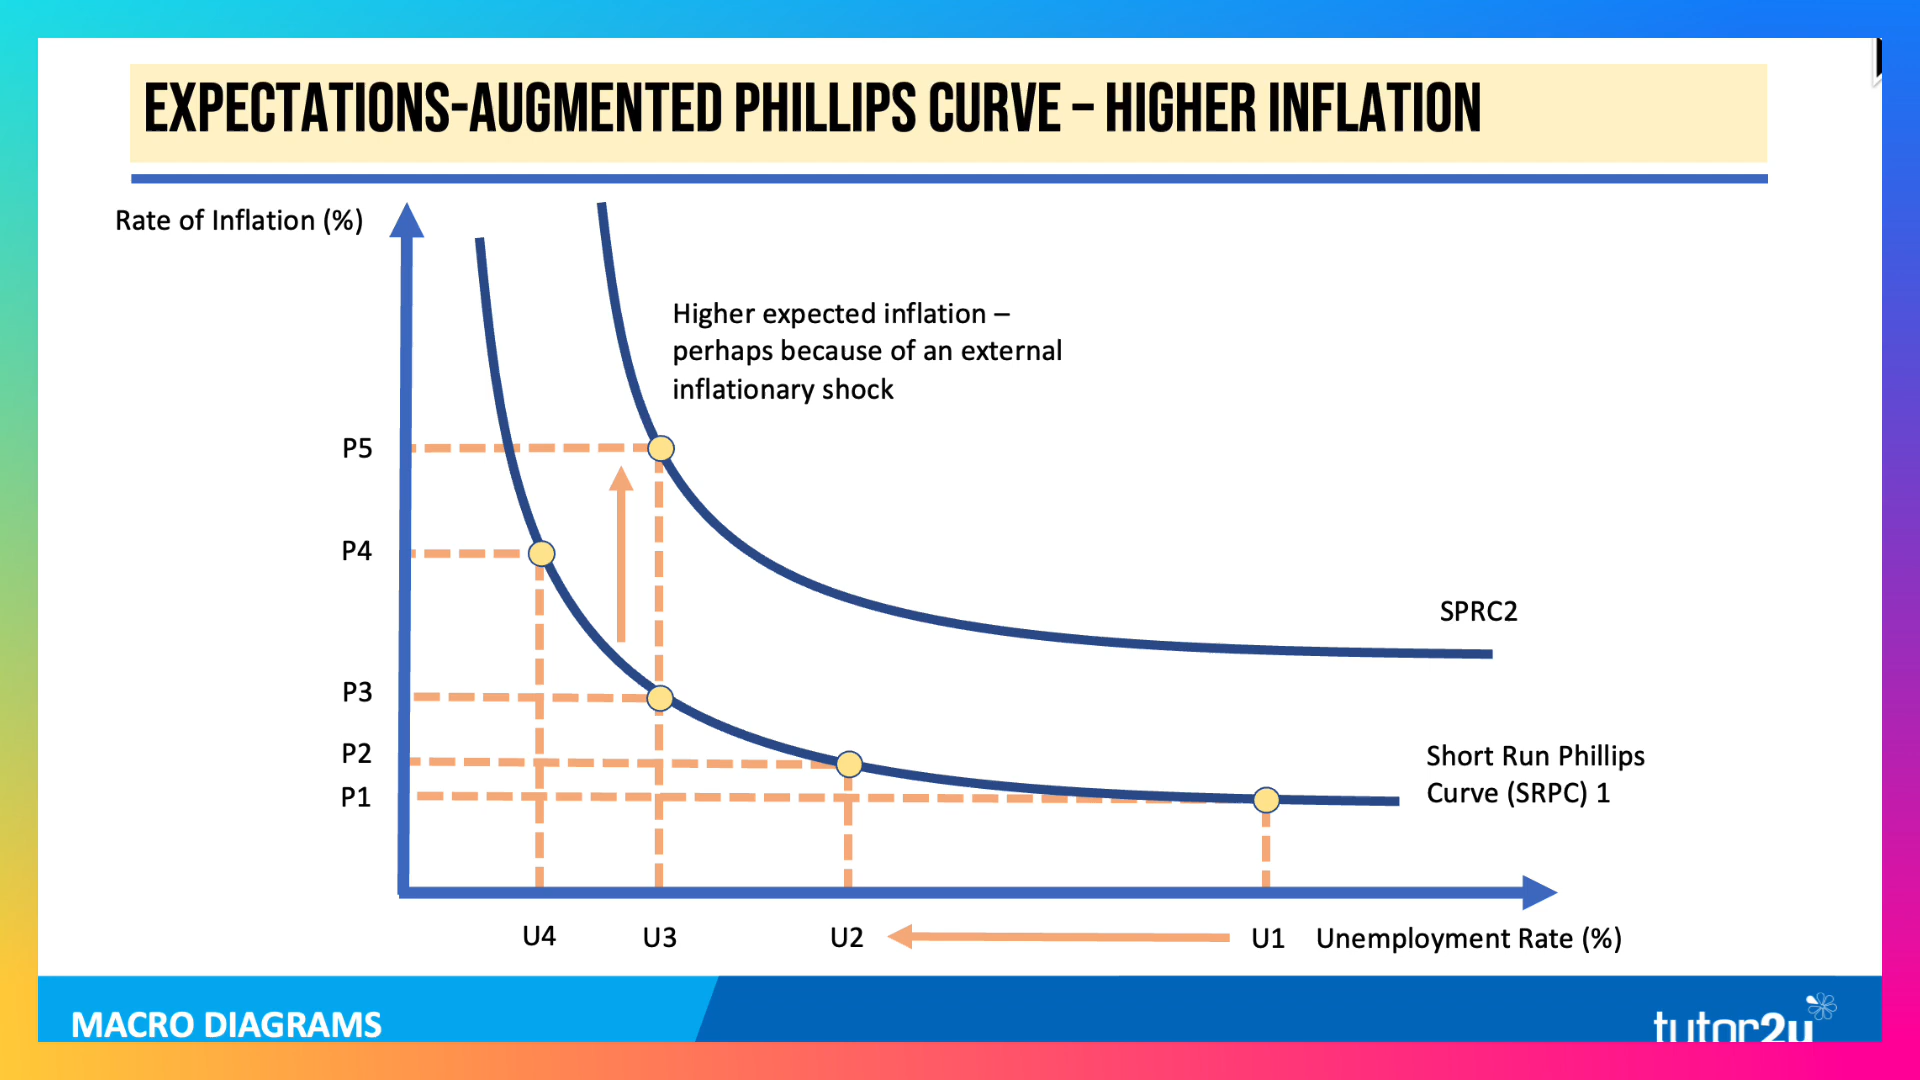 EXPECTATIONS-AUGMENTED PHILLIPS CURVE – HIGHER INFLATION
Rate of Inflation (%)
Higher expected inflation –
perhaps because of an external
inflationary shock
P5
P4
P3
P2
P1
SPRC2
Short Run Phillips
Curve (SRPC) 1
U4
U3
U2
U1
Unemployment Rate (%)
MACRO DIAGRAMS
tutor2u